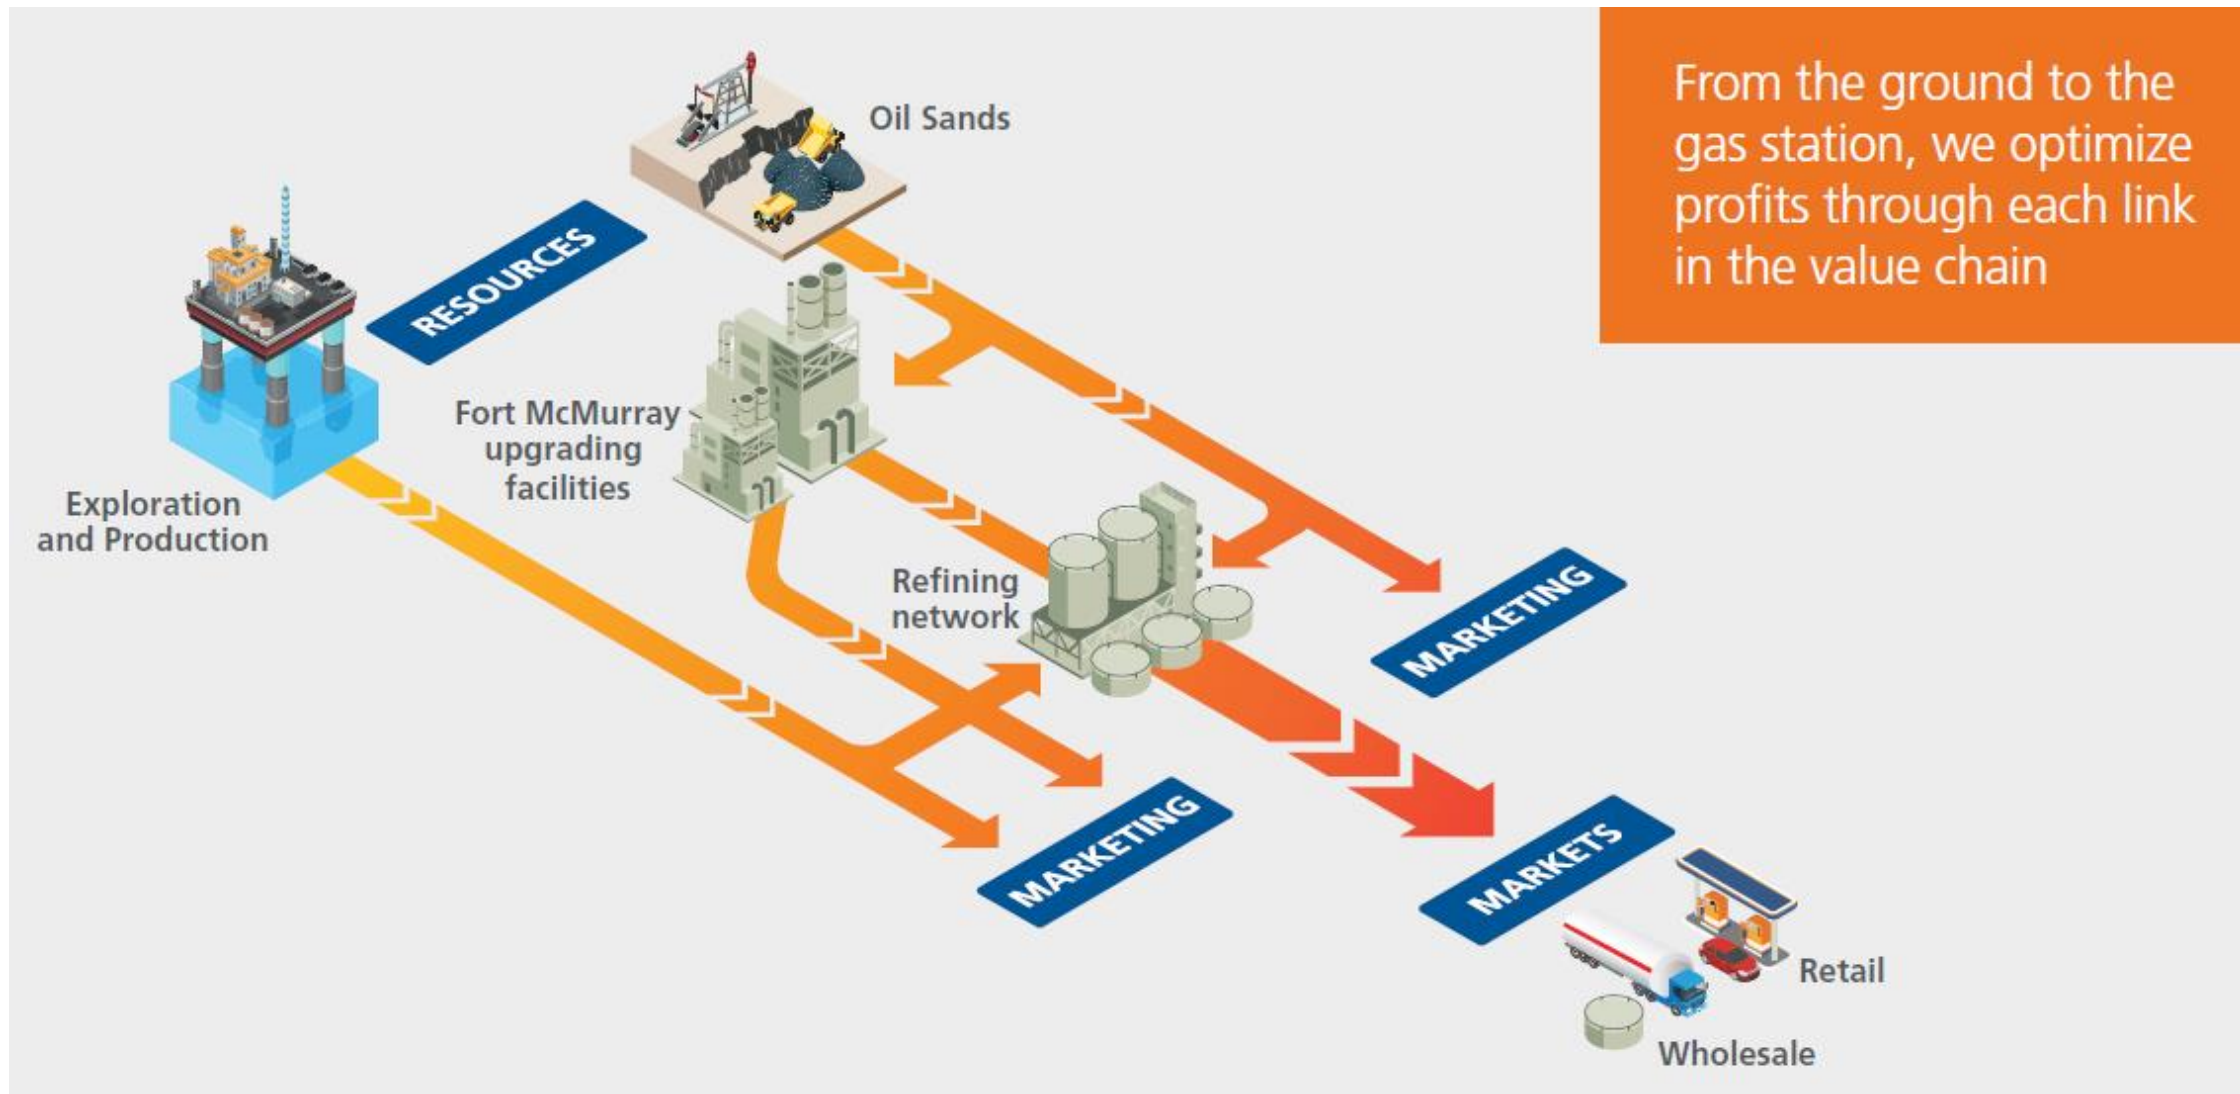 From the ground to the
gas station, we optimize
profits through each link
in the value chain
Oil Sands
RESOURCES
Exploration
and Production
Fort McMurray
upgrading
facilities
Refining
network
MARKETING
MARKETING
MARKETS
Retail
Wholesale